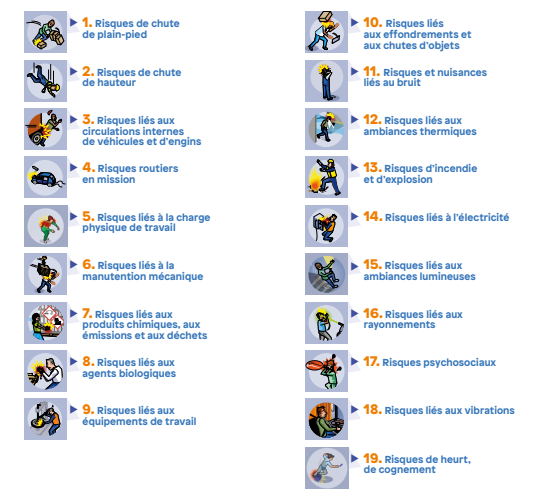 1. Risques de chute
de plain-pied
2. Risques de chute
de hauteur
3. Risques liés aux
circulations internes
de véhicules et d'engins
4. Risques routiers
en mission
5. Risques liés à la charge
physique de travail
6. Risques liés à la
manutention mécanique
7. Risques liés aux
produits chimiques, aux
émissions et aux déchets
8. Risques liés aux
agents biologiques
9. Risques liés aux
équipements de travail
10. Risques liés
aux effondrements et
aux chutes d'objets
11. Risques et nuisances
liés au bruit
12. Risques liés aux
ambiances thermiques
13. Risques d'incendie
et d'explosion
14. Risques liés à l'électricité
15. Risques liés aux
ambiances lumineuses
16. Risques liés aux
rayonnements
17. Risques psychosociaux
18. Risques liés aux vibrations
19. Risques de heurt,
de cognement